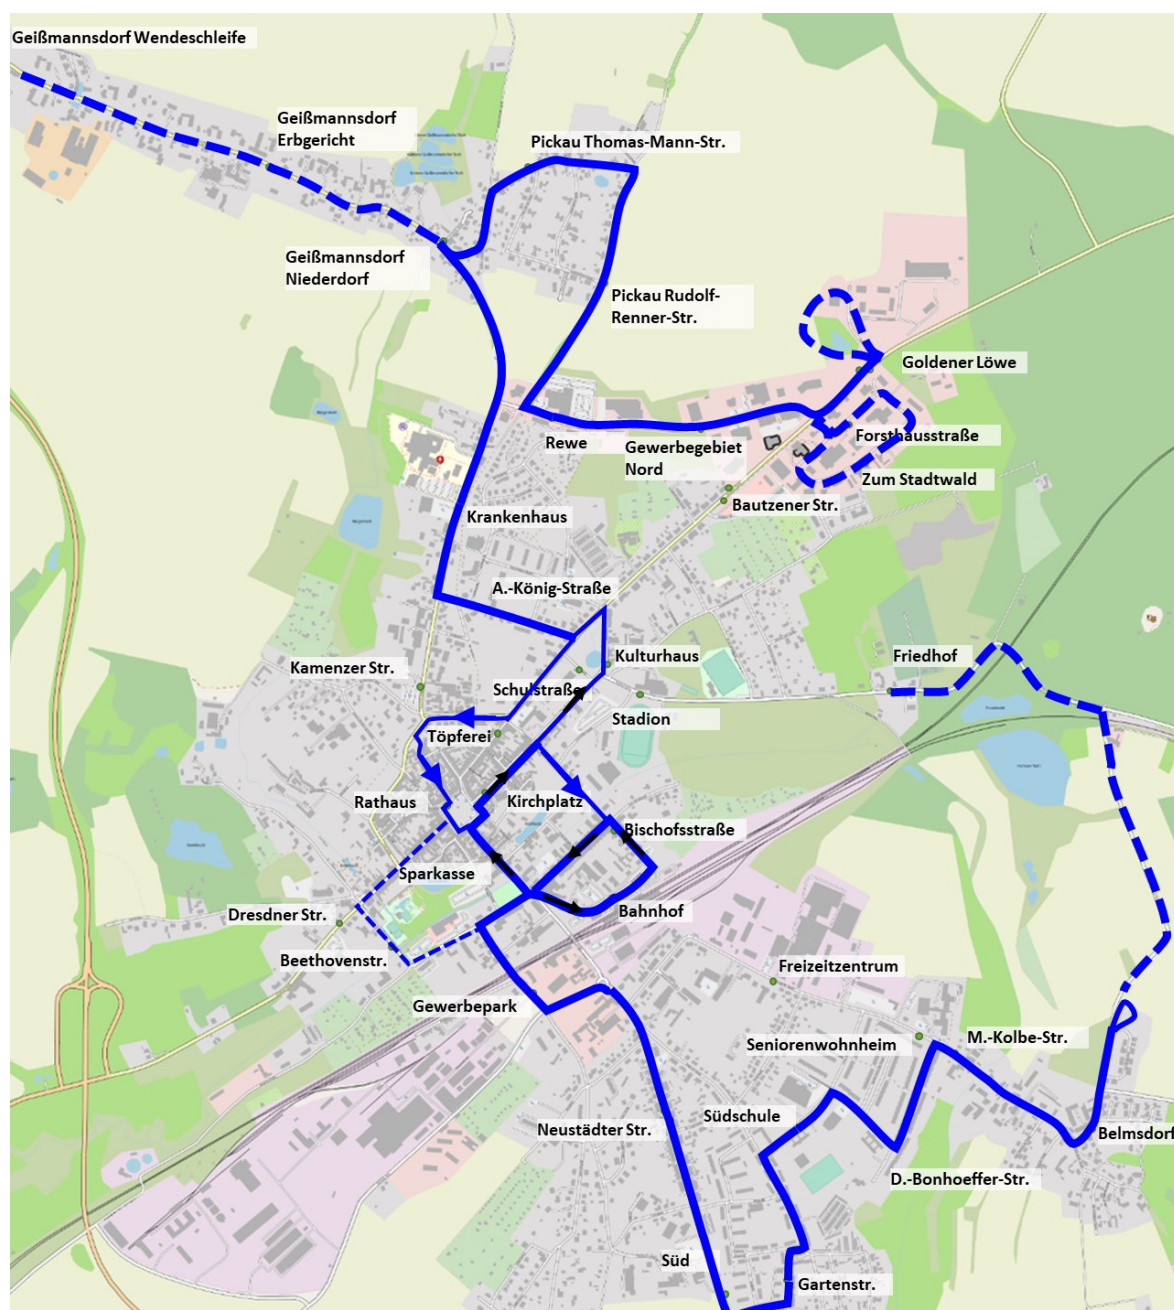 Geißmannsdorf Wendeschleife
Geißmannsdorf
Erbgericht
Pickau Thomas-Mann-Str.
Geißmannsdorf
Niederdorf
Pickau Rudolf-
Renner-Str.
Goldener Löwe
Rewe
Gewerbegebiet
Nord
Forsthausstraße
Zum Stadtwald
Bautzener Str.
Krankenhaus
A.-König-Straße
Kulturhaus
Friedhof
Kamenzer Str.
Schulstraße
Stadion
Töpferei
Rathaus
Kirchplatz
Bischofsstraße
Sparkasse
Dresdner Str.
Bahnhof
Beethovenstr.
Freizeitzentrum
Gewerbepark
Seniorenwohnheim
M.-Kolbe-Str.
Neustädter Str.
Südschule
Belmsdorf
D.-Bonhoeffer-Str.
Süd
Gartenstr.